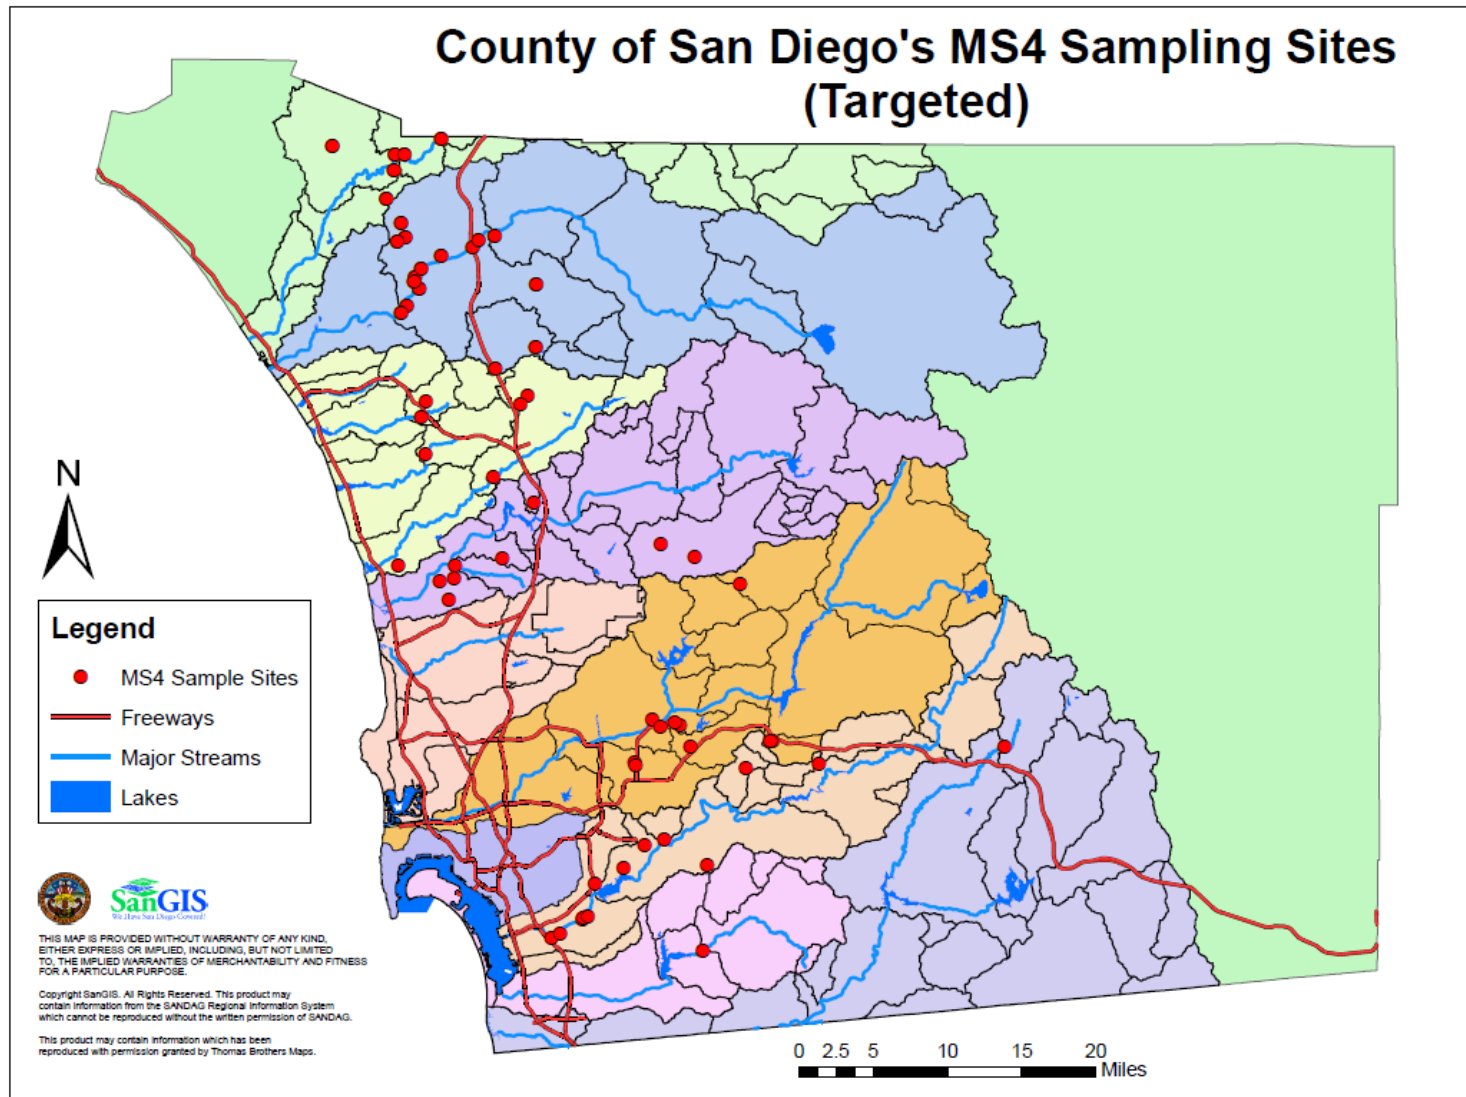 County of San Diego's MS4 Sampling Sites
(Targeted)
N
Legend
MS4 Sample Sites
Freeways
Major Streams
Lakes
SanGIS
We Have San Diego Covered!
THIS MAP IS PROVIDED WITHOUT WARRANTY OF ANY KIND,
EITHER EXPRESS OR IMPLIED, INCLUDING, BUT NOT LIMITED
TO, THE IMPLIED WARRANTIES OF MERCHANTABILITY AND FITNESS
FOR A PARTICULAR PURPOSE.
Copyright SanGIS. All Rights Reserved. This product may
contain information from the SANDAG Regional Information System
which cannot be reproduced without the written permission of SANDAG.
This product may contain information which has been
reproduced with permission granted by Thomas Brothers Maps.
0 2.5 5 10 15 20
Miles